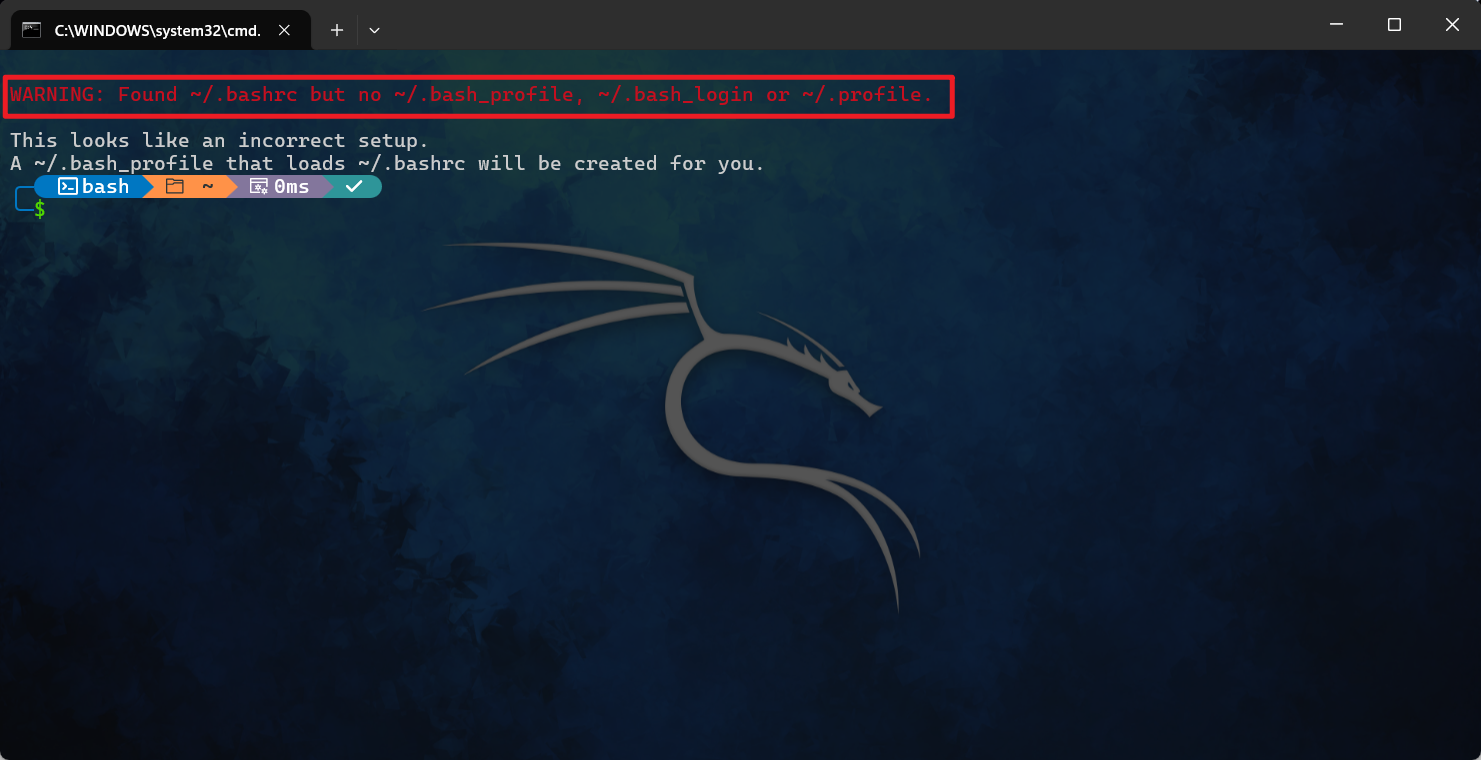 C:\WINDOWS\system32\cmd.
WARNING: Found ~/.bashrc but no ~/.bash_profile, ~/.bash_login or ~/.profile.
This looks like an incorrect setup.
A ~/.bash_profile that loads ~/.bashrc will be created for you.
bash ~ 0ms
$